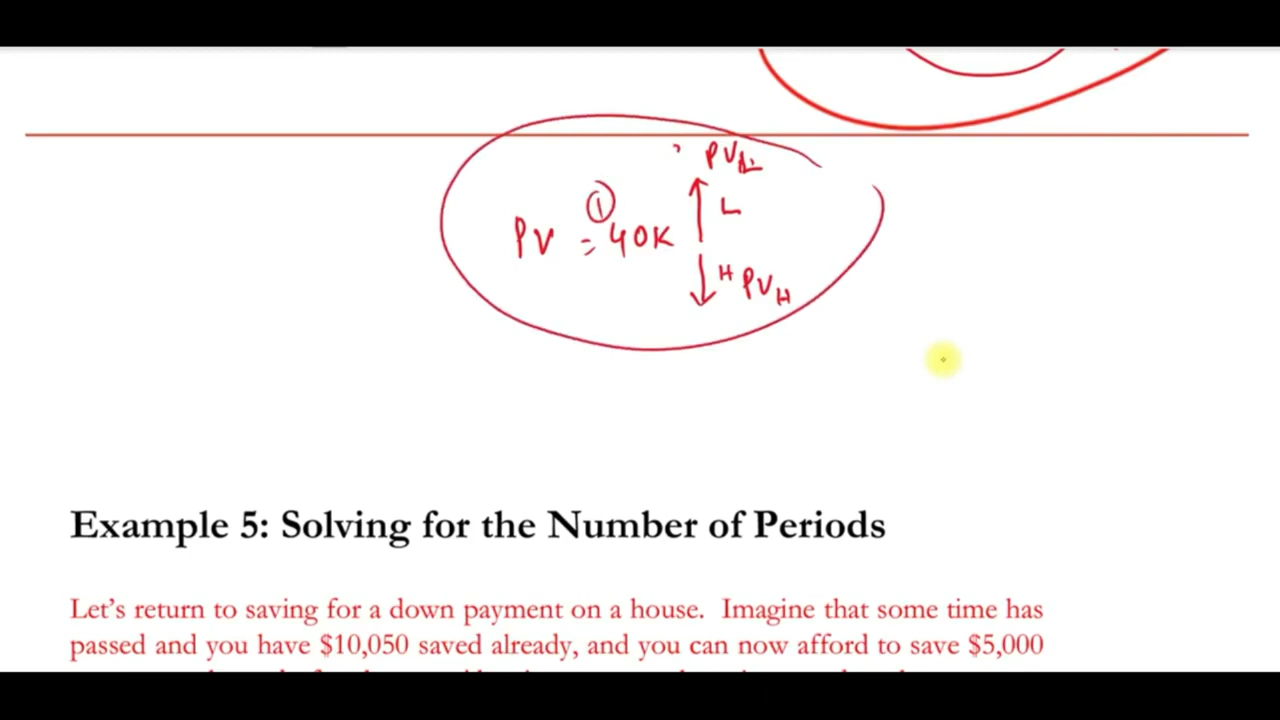 PV_L
① L
PV = 40K
H PV_H
Example 5: Solving for the Number of Periods
Let's return to saving for a down payment on a house. Imagine that some time has
passed and you have $10,050 saved already, and you can now afford to save $5,000